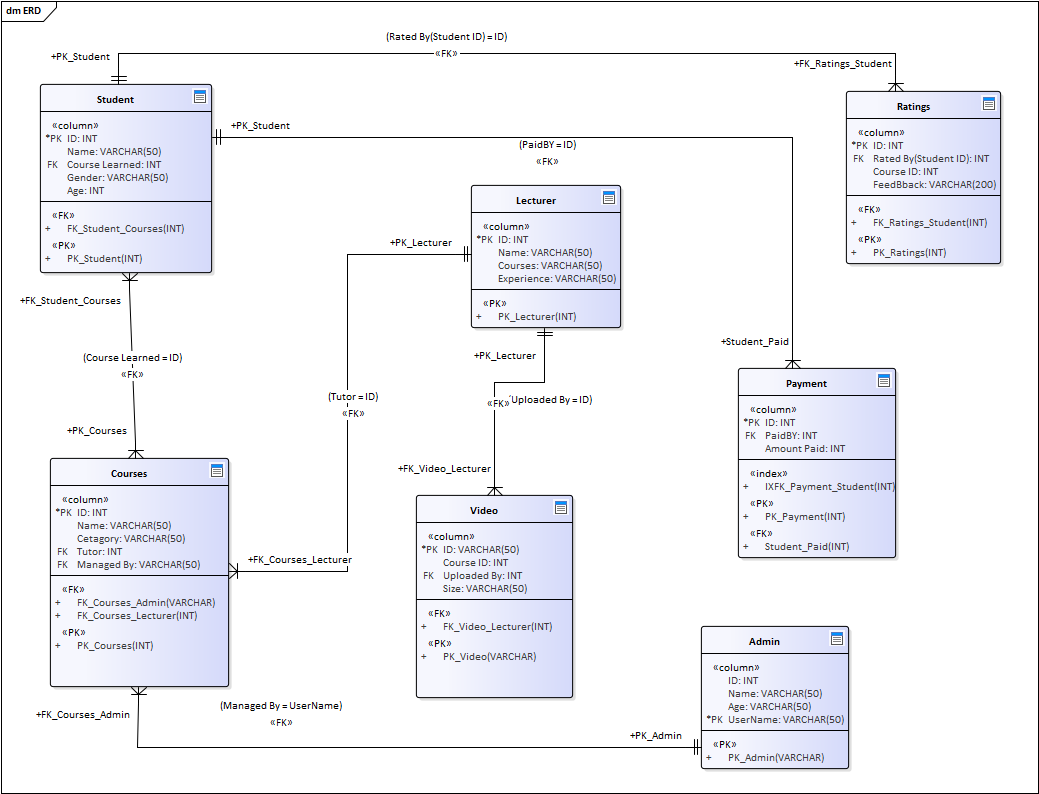 dm ERD
(Rated By(Student ID) = ID)
«FK»
+PK_Student
+FK_Ratings_Student
Student
«column»
*PK ID: INT
Name: VARCHAR(50)
FK Course Learned: INT
Gender: VARCHAR(50)
Age: INT
«FK»
+ FK_Student_Courses(INT)
«PK»
+ PK_Student(INT)
+PK_Student
(PaidBY = ID)
«FK»
Ratings
«column»
*PK ID: INT
FK Rated By(Student ID): INT
Course ID: INT
FeedBback: VARCHAR(200)
«FK»
+ FK_Ratings_Student(INT)
«PK»
+ PK_Ratings(INT)
Lecturer
«column»
*PK ID: INT
Name: VARCHAR(50)
Courses: VARCHAR(50)
Experience: VARCHAR(50)
«PK»
+ PK_Lecturer(INT)
+PK_Lecturer
+FK_Student_Courses
(Course Learned = ID)
«FK»
+PK_Courses
+PK_Lecturer
(Tutor = ID)
«FK»
«FK»
Uploaded By = ID)
+FK_Video_Lecturer
+Student_Paid
Payment
«column»
*PK ID: INT
FK PaidBY: INT
Amount Paid: INT
«index»
+ IXFK_Payment_Student(INT)
«PK»
+ PK_Payment(INT)
«FK»
+ Student_Paid(INT)
Courses
«column»
*PK ID: INT
Name: VARCHAR(50)
Cetagory: VARCHAR(50)
FK Tutor: INT
FK Managed By: VARCHAR(50)
«FK»
+ FK_Courses_Admin(VARCHAR)
+ FK_Courses_Lecturer(INT)
«PK»
+ PK_Courses(INT)
+FK_Courses_Lecturer
Video
«column»
*PK ID: VARCHAR(50)
Course ID: INT
FK Uploaded By: INT
Size: VARCHAR(50)
«FK»
+ FK_Video_Lecturer(INT)
«PK»
+ PK_Video(VARCHAR)
+FK_Courses_Admin
(Managed By = UserName)
«FK»
+PK_Admin
Admin
«column»
ID: INT
Name: VARCHAR(50)
Age: VARCHAR(50)
*PK UserName: VARCHAR(50)
«PK»
+ PK_Admin(VARCHAR)